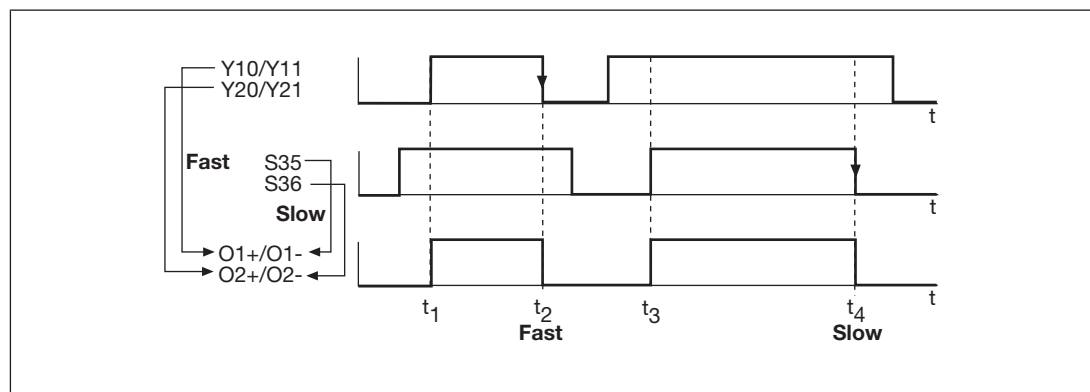 Y10/Y11
Y20/Y21
t
Fast
S35
S36
Slow
t
O1+/O1-
O2+/O2-
t
t1
t2
t3
t4
Fast
Slow